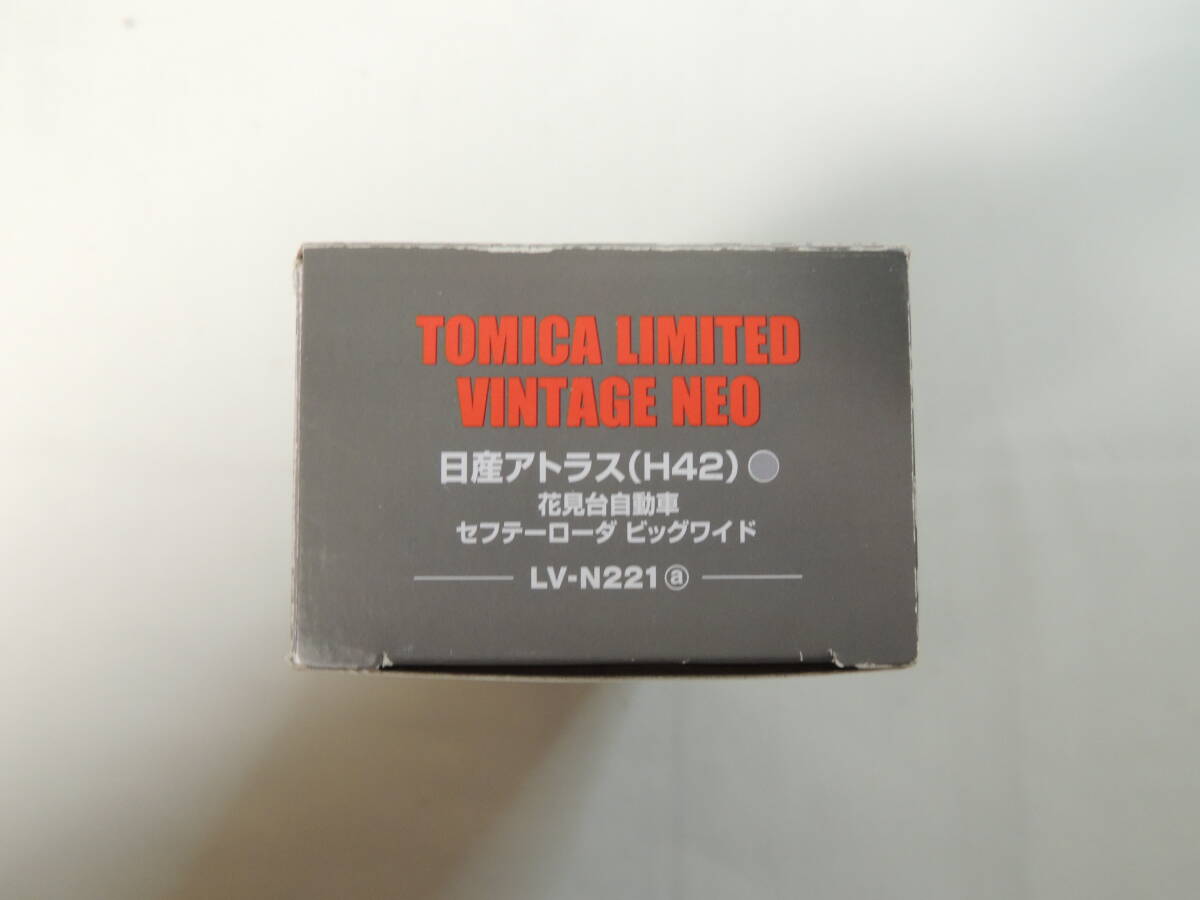 TOMICA LIMITED
VINTAGE NEO
日産アトラス(H42)
花見台自動車
セフテーローダ ビッグワイド
LV-N221ⓐ